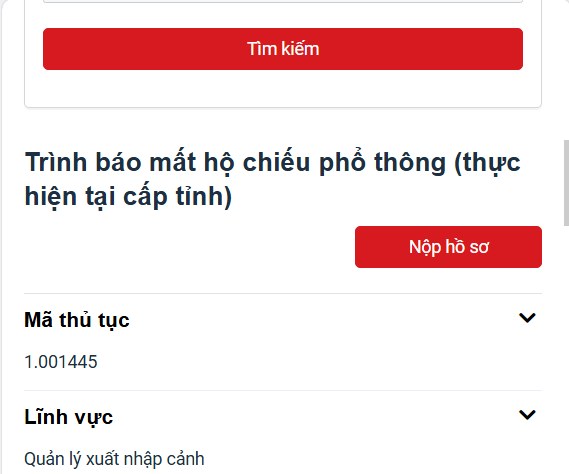 Tìm kiếm
Trình báo mất hộ chiếu phổ thông (thực
hiện tại cấp tỉnh)
Nộp hồ sơ
Mã thủ tục
1.001445
Lĩnh vực
Quản lý xuất nhập cảnh